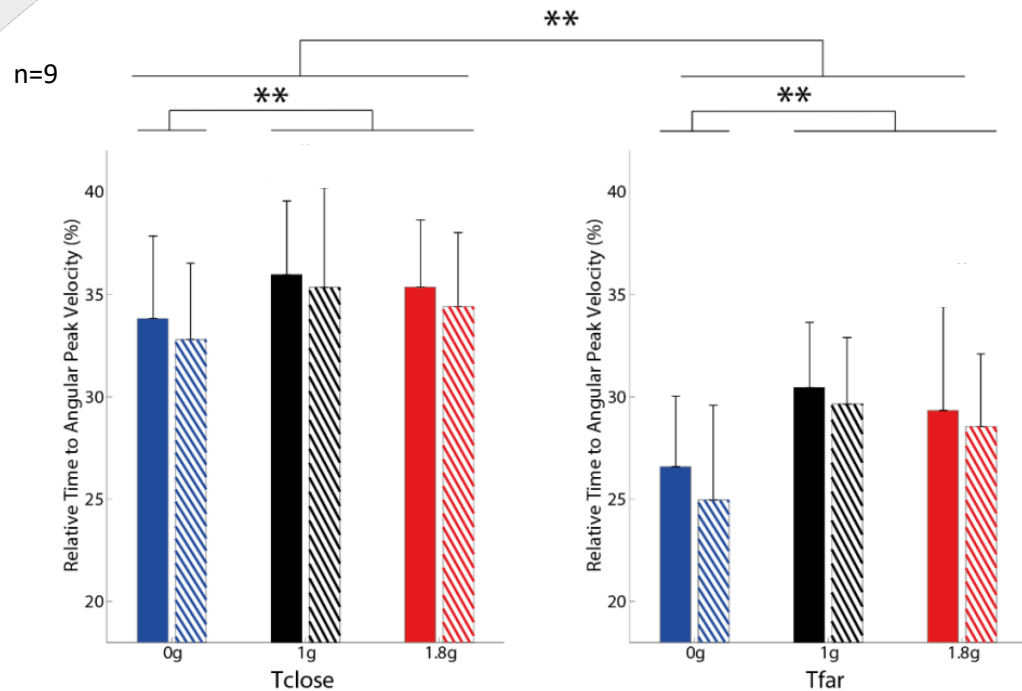 **
n=9
**
**
Relative Time to Angular Peak Velocity (%)
40
35
30
25
20
0g
1g
1.8g
Tclose
Relative Time to Angular Peak Velocity (%)
40
35
30
25
20
0g
1g
1.8g
Tfar